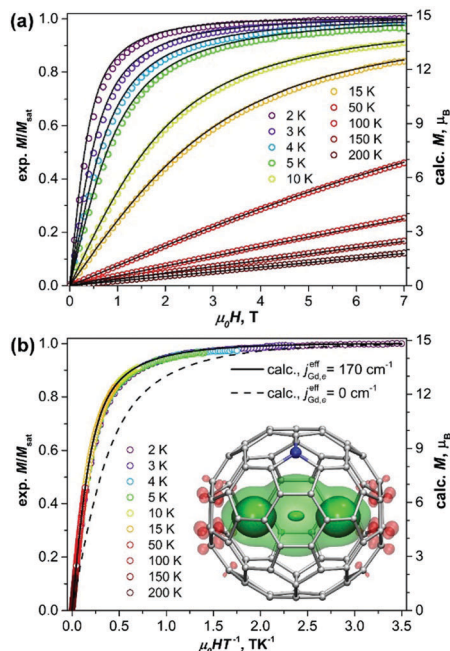 (a)
1.0
0.8
0.6
0.4
0.2
0.0
exp. M/Mₛₐₜ
15
12
9
6
3
0
calc. M, μ_B
2 K
3 K
4 K
5 K
10 K
15 K
50 K
100 K
150 K
200 K
0 1 2 3 4 5 6 7
μ₀H, T
(b)
1.0
0.8
0.6
0.4
0.2
0.0
exp. M/Mₛₐₜ
15
12
9
6
3
0
calc. M, μ_B
calc., j^eff_Gd,e = 170 cm⁻¹
calc., j^eff_Gd,e = 0 cm⁻¹
2 K
3 K
4 K
5 K
10 K
15 K
50 K
100 K
150 K
200 K
0.0 0.5 1.0 1.5 2.0 2.5 3.0 3.5
μ₀HT⁻¹, TK⁻¹